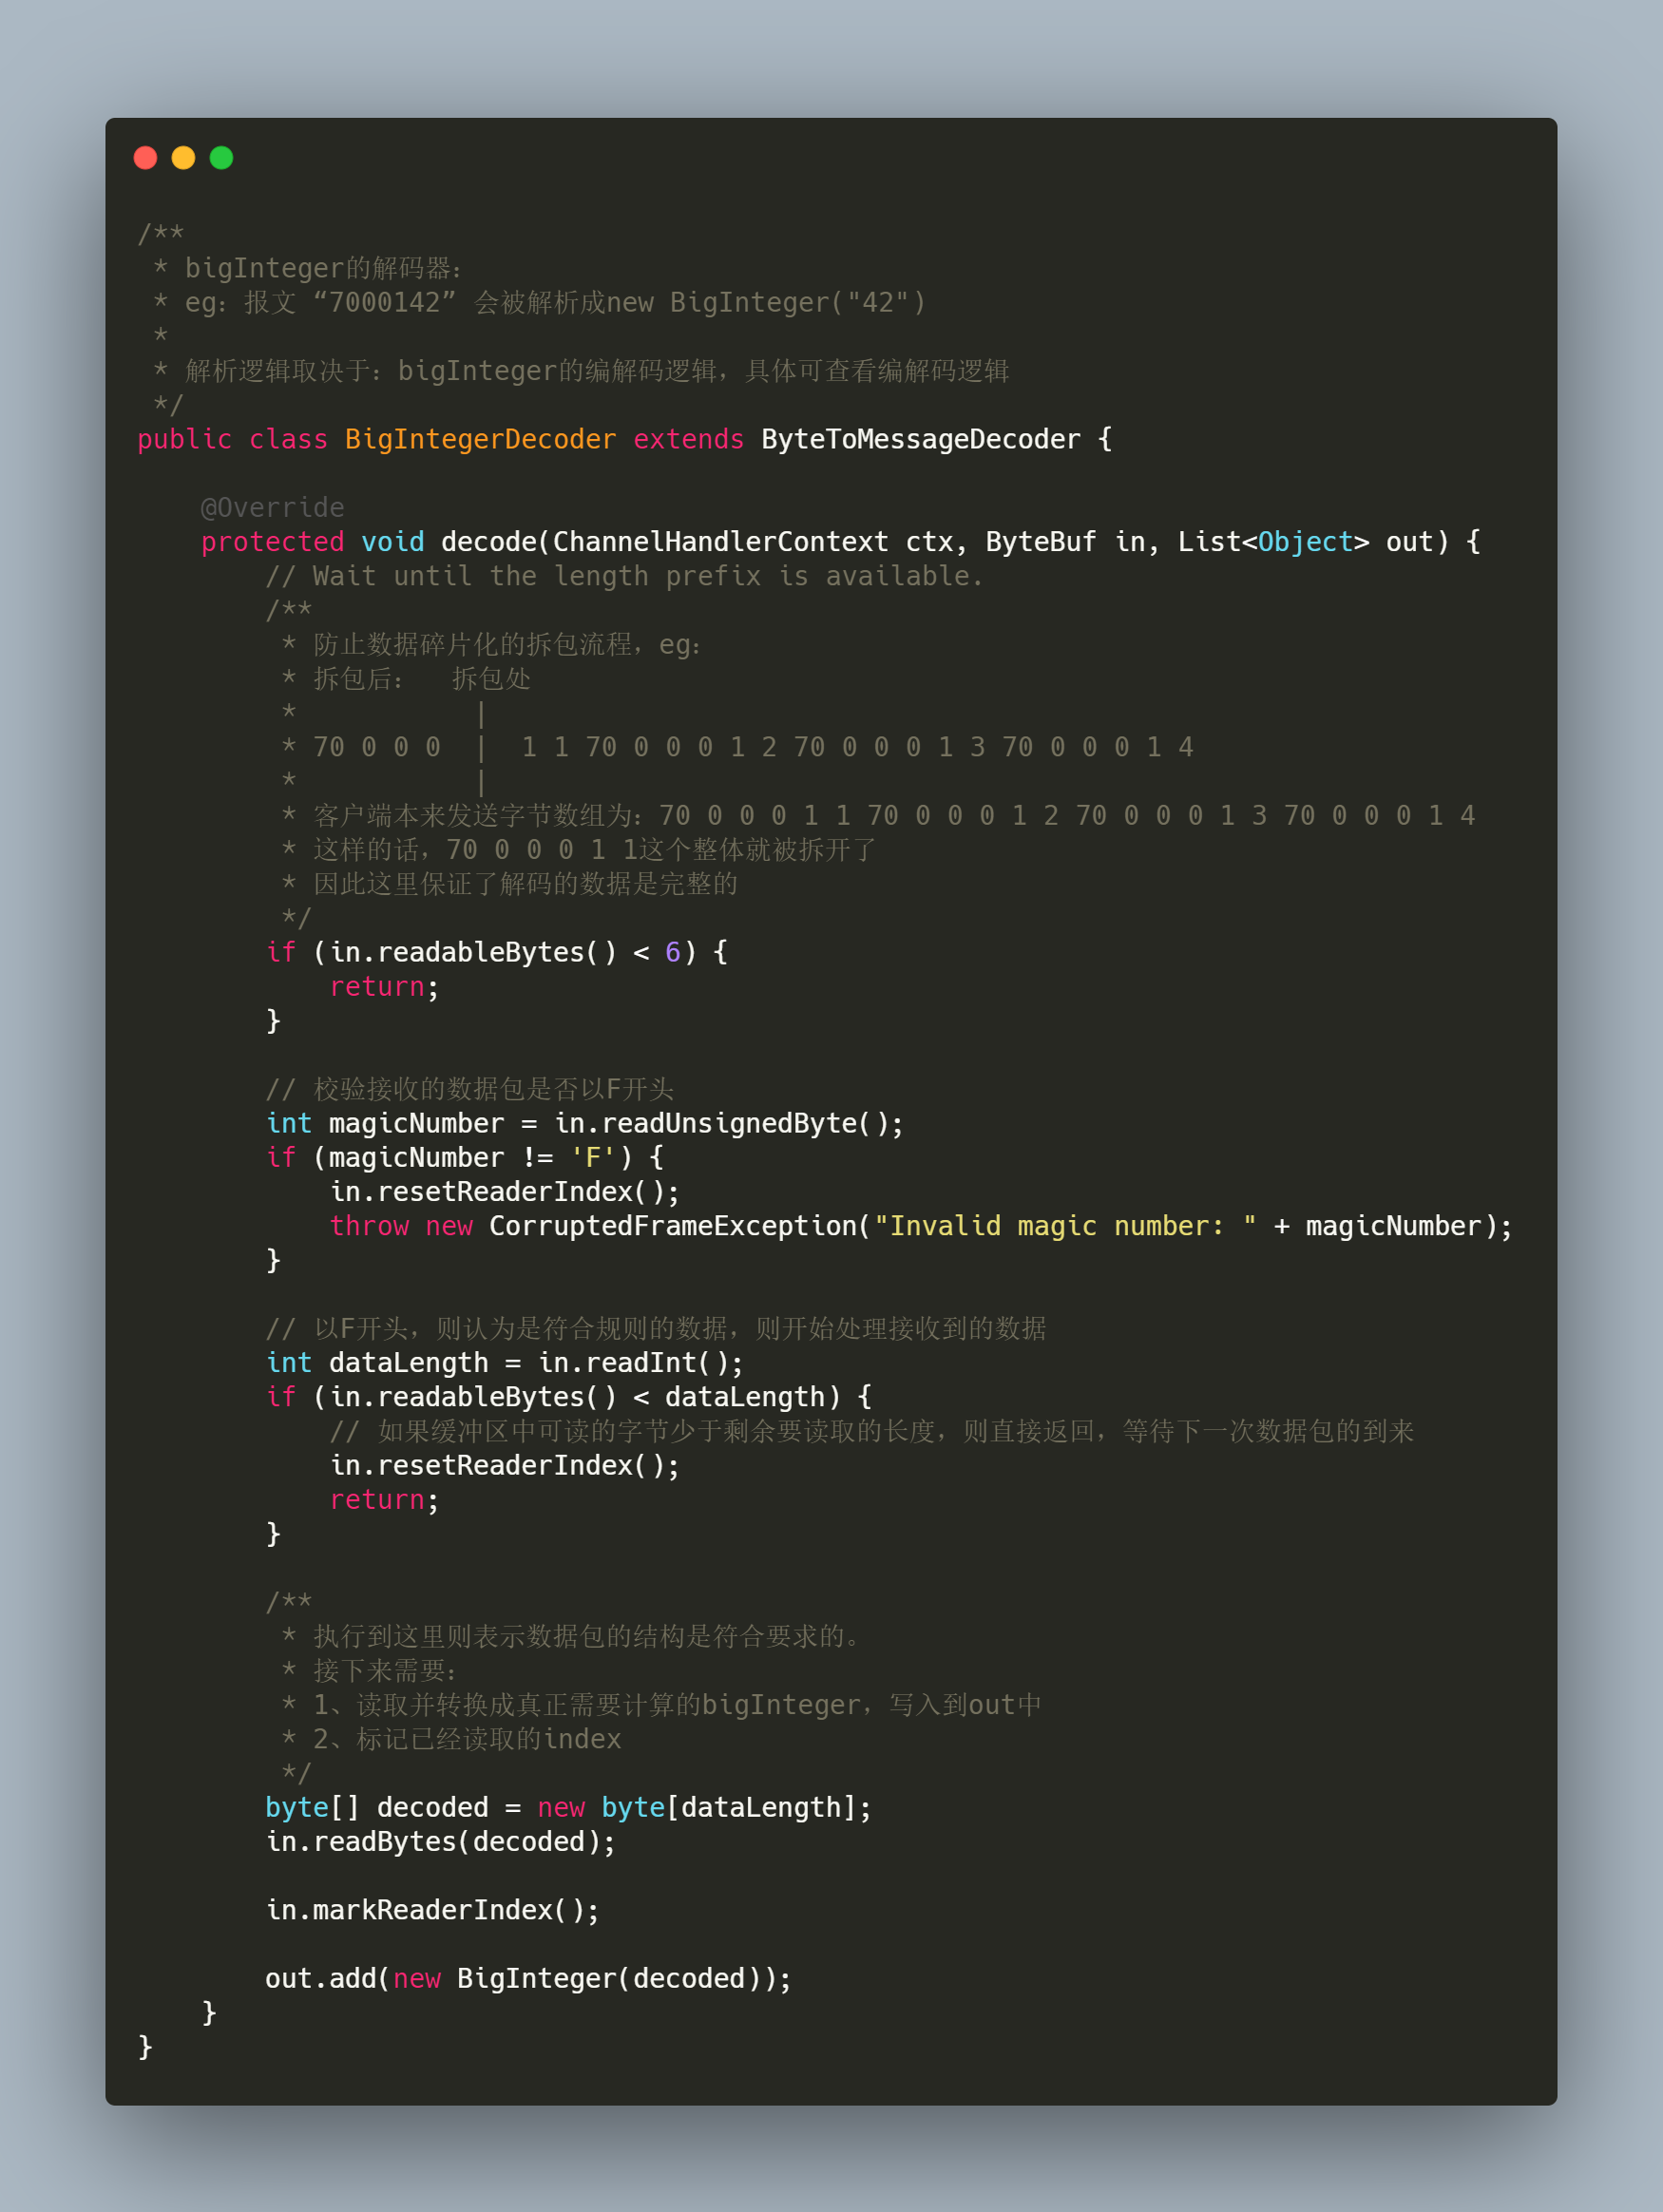 /**
 * bigInteger的解码器：
 * eg：报文 “7000142” 会被解析成new BigInteger("42")
 *
 * 解析逻辑取决于：bigInteger的编解码逻辑，具体可查看编解码逻辑
 */
public class BigIntegerDecoder extends ByteToMessageDecoder {

    @Override
    protected void decode(ChannelHandlerContext ctx, ByteBuf in, List<Object> out) {
        // Wait until the length prefix is available.
        /**
         * 防止数据碎片化的拆包流程，eg：
         * 拆包后：  拆包处
         *           |
         * 70 0 0 0  |  1 1 70 0 0 0 1 2 70 0 0 0 1 3 70 0 0 0 1 4
         *           |
         * 客户端本来发送字节数组为：70 0 0 0 1 1 70 0 0 0 1 2 70 0 0 0 1 3 70 0 0 0 1 4
         * 这样的话，70 0 0 0 1 1这个整体就被拆开了
         * 因此这里保证了解码的数据是完整的
         */
        if (in.readableBytes() < 6) {
            return;
        }

        // 校验接收的数据包是否以F开头
        int magicNumber = in.readUnsignedByte();
        if (magicNumber != 'F') {
            in.resetReaderIndex();
            throw new CorruptedFrameException("Invalid magic number: " + magicNumber);
        }

        // 以F开头，则认为是符合规则的数据，则开始处理接收到的数据
        int dataLength = in.readInt();
        if (in.readableBytes() < dataLength) {
            // 如果缓冲区中可读的字节少于剩余要读取的长度，则直接返回，等待下一次数据包的到来
            in.resetReaderIndex();
            return;
        }

        /**
         * 执行到这里则表示数据包的结构是符合要求的。
         * 接下来需要：
         * 1、读取并转换成真正需要计算的bigInteger，写入到out中
         * 2、标记已经读取的index
         */
        byte[] decoded = new byte[dataLength];
        in.readBytes(decoded);

        in.markReaderIndex();

        out.add(new BigInteger(decoded));
    }
}